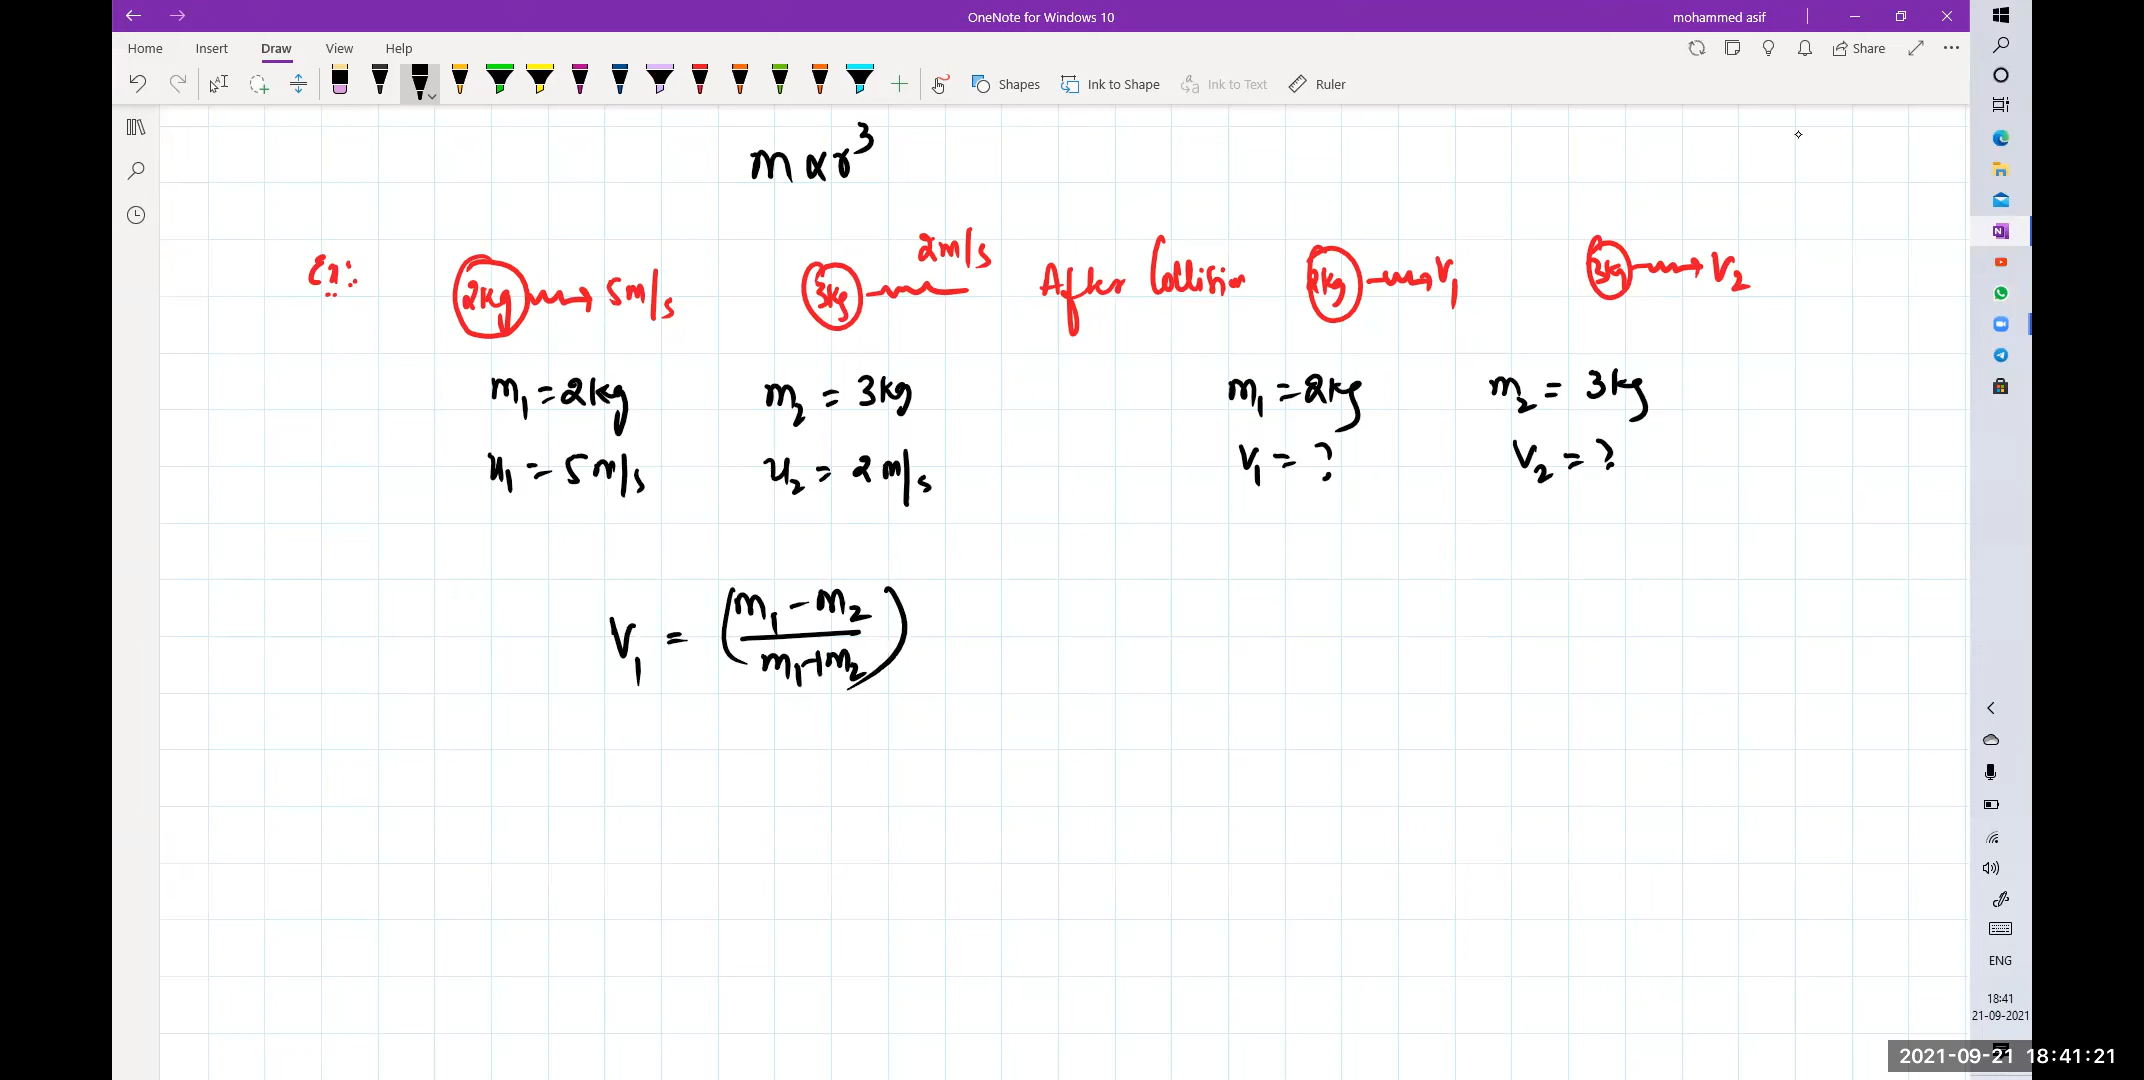 OneNote for Windows 10
mohammed asif
Home Insert Draw View Help
Share
Shapes Ink to Shape Ink to Text Ruler
m ∝ r³
Ex:
2kg → 5m/s 3kg 2m/s After Collision 2kg → V₁ 3kg → V₂
m₁ = 2kg m₂ = 3kg m₁ = 2kg m₂ = 3kg
u₁ = 5 m/s u₂ = 2 m/s V₁ = ? V₂ = ?
V₁ = (m₁ - m₂ / m₁ + m₂)
ENG
18:41
21-09-2021
2021-09-21 18:41:21